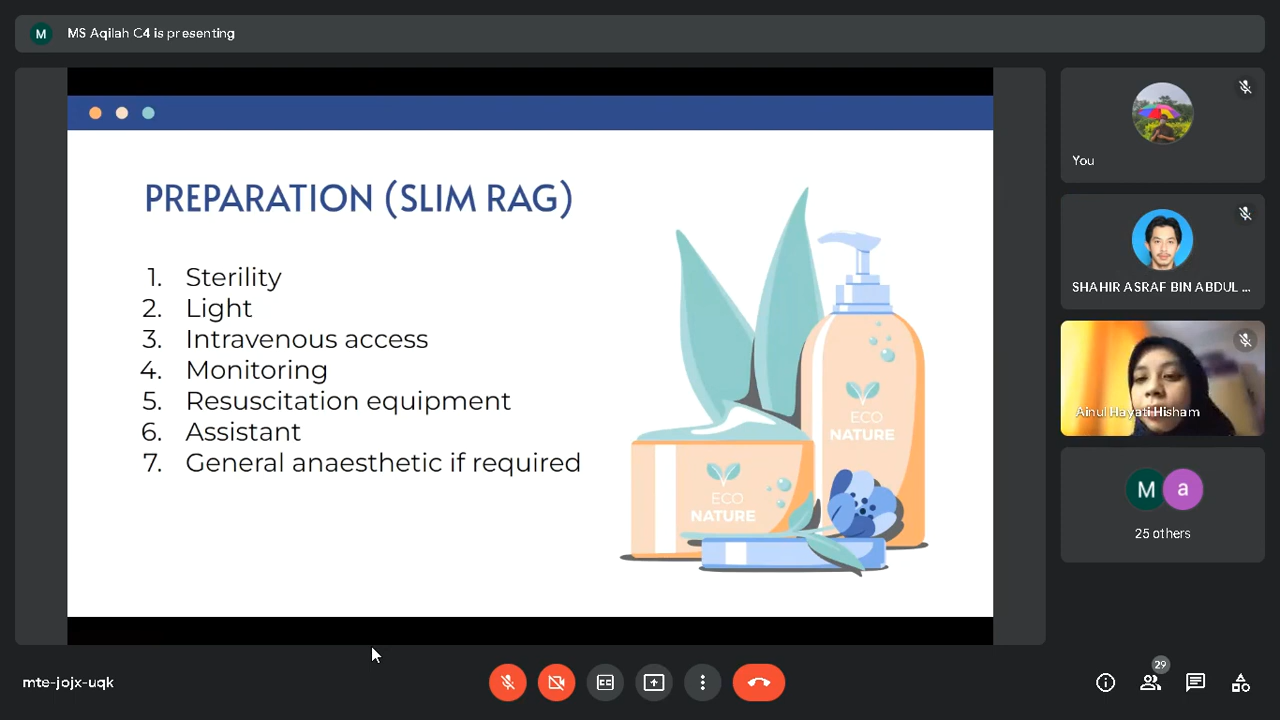 M
MS Aqilah C4 is presenting
PREPARATION (SLIM RAG)
1. Sterility
2. Light
3. Intravenous access
4. Monitoring
5. Resuscitation equipment
6. Assistant
7. General anaesthetic if required
ECO
NATURE
ECO
NATURE
You
SHAHIR ASRAF BIN ABDUL ...
Ainul Hayati Hisham
M
a
25 others
mte-jojx-uqk
CC
29